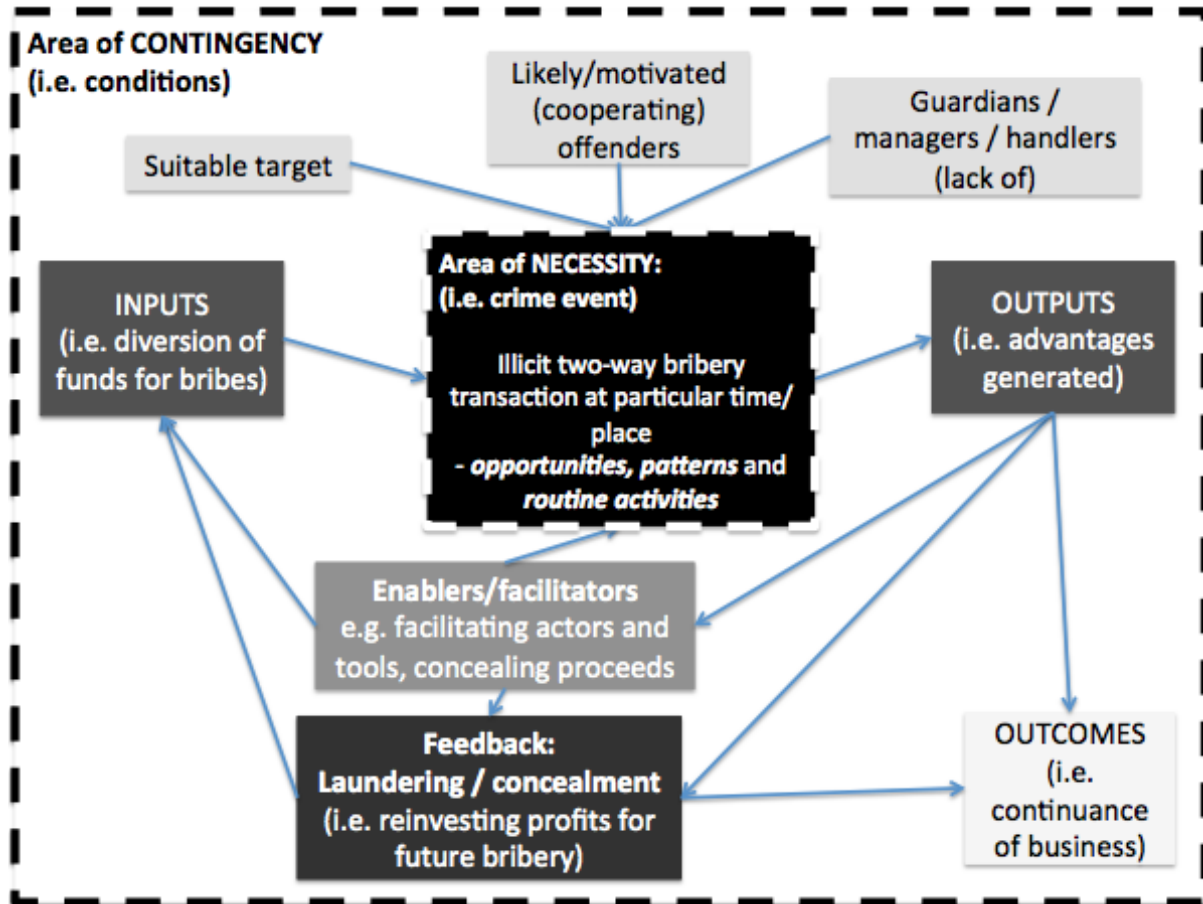 Area of CONTINGENCY
(i.e. conditions)
Likely/motivated
(cooperating)
offenders
Guardians /
managers / handlers
(lack of)
Suitable target
Area of NECESSITY:
(i.e. crime event)
Illicit two-way bribery
transaction at particular time/
place
- opportunities, patterns and
routine activities
INPUTS
(i.e. diversion of
funds for bribes)
OUTPUTS
(i.e. advantages
generated)
Enablers/facilitators
e.g. facilitating actors and
tools, concealing proceeds
Feedback:
Laundering / concealment
(i.e. reinvesting profits for
future bribery)
OUTCOMES
(i.e.
continuance
of business)